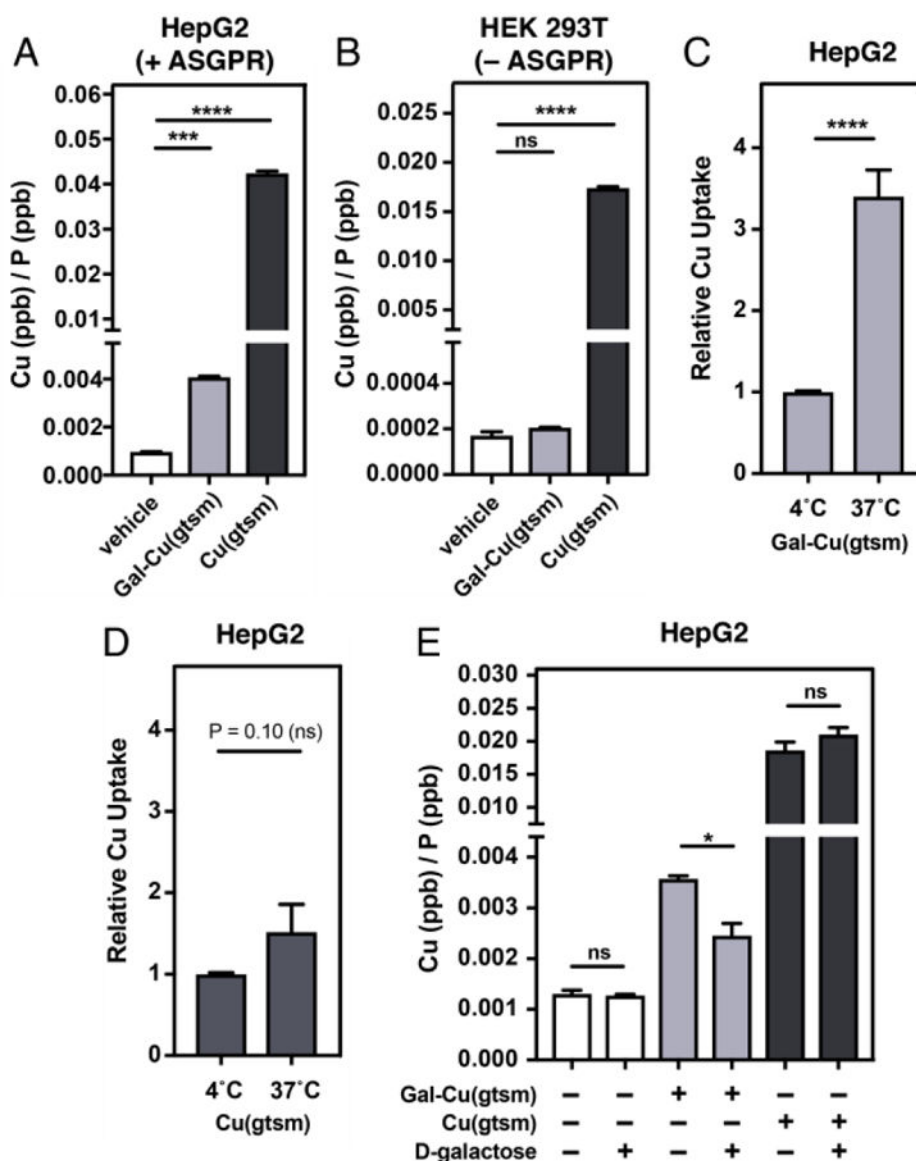 A
HepG2
(+ ASGPR)
Cu (ppb) / P (ppb)
0.06
0.05
0.04
0.03
0.02
0.01
0.004
0.002
0.000
****
***
vehicle
Gal-Cu(gtsm)
Cu(gtsm)
B
HEK 293T
(– ASGPR)
Cu (ppb) / P (ppb)
0.025
0.020
0.015
0.010
0.005
0.0004
0.0002
0.0000
****
ns
vehicle
Gal-Cu(gtsm)
Cu(gtsm)
C
HepG2
Relative Cu Uptake
4
3
2
1
0
****
4˚C 37˚C
Gal-Cu(gtsm)
D
HepG2
Relative Cu Uptake
4
3
2
1
0
P = 0.10 (ns)
4˚C 37˚C
Cu(gtsm)
E
HepG2
Cu (ppb) / P (ppb)
0.030
0.025
0.020
0.015
0.010
0.004
0.003
0.002
0.001
0.000
ns
*
ns
Gal-Cu(gtsm) – – + + – –
Cu(gtsm) – – – – + +
D-galactose – + – + – +